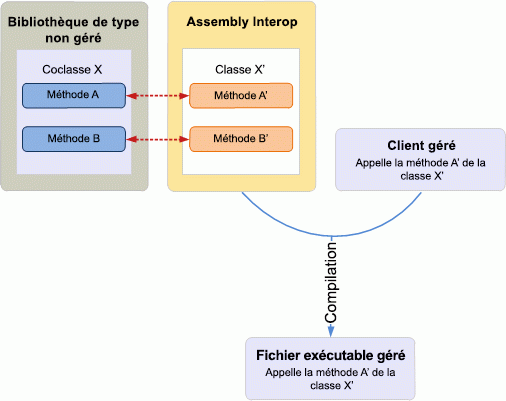 Bibliothèque de type
non géré
Coclasse X
Méthode A
Méthode B
Assembly Interop
Classe X’
Méthode A’
Méthode B’
Client géré
Appelle la méthode A’ de la
classe X’
Compilation
Fichier exécutable géré
Appelle la méthode A’ de la
classe X’